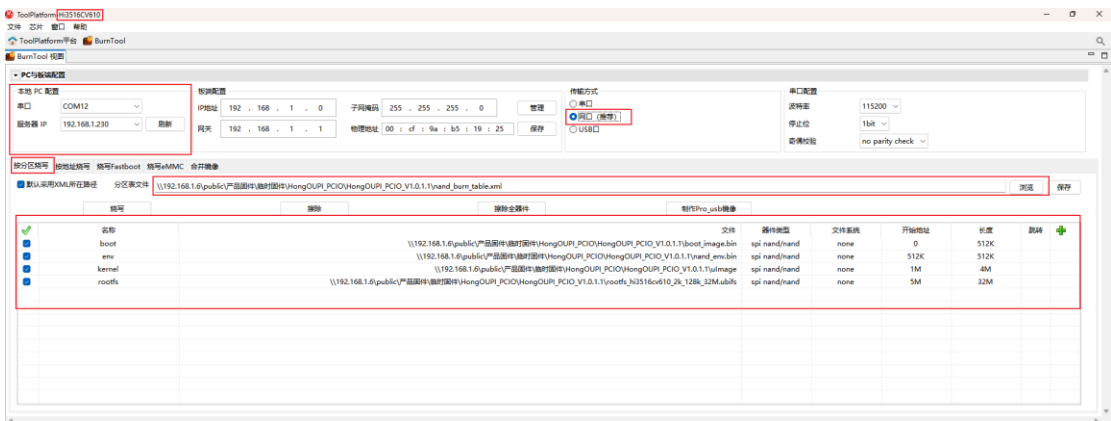 ToolPlatform-Hi3516CV610
文件 芯片 窗口 帮助
ToolPlatform平台 BurnTool
BurnTool 视图
PC与板端配置
本地 PC 配置 板端配置 传输方式 串口配置
串口 COM12 IP地址 192 . 168 . 1 . 0 子网掩码 255 . 255 . 255 . 0 管理 串口 波特率 115200
服务器 IP 192.168.1.230 刷新 网关 192 . 168 . 1 . 1 物理地址 00 : cf : 9a : b5 : 19 : 25 保存 网口 (推荐) 停止位 1bit
USB口 奇偶校验 no parity check
按分区烧写 按地址烧写 烧写Fastboot 烧写eMMC 合并镜像
默认采用XML所在路径 分区表文件 \\192.168.1.6\public\产品固件\临时固件\HongOUPI_PCIO\HongOUPI_PCIO_V1.0.1.1\nand_burn_table.xml 浏览 保存
烧写 擦除 擦除全器件 制作Pro_usb镜像
名称 文件 器件类型 文件系统 开始地址 长度 跳转
boot \\192.168.1.6\public\产品固件\临时固件\HongOUPI_PCIO\HongOUPI_PCIO_V1.0.1.1\boot_image.bin spi nand/nand none 0 512K
env \\192.168.1.6\public\产品固件\临时固件\HongOUPI_PCIO\HongOUPI_PCIO_V1.0.1.1\nand_env.bin spi nand/nand none 512K 512K
kernel \\192.168.1.6\public\产品固件\临时固件\HongOUPI_PCIO\HongOUPI_PCIO_V1.0.1.1\uImage spi nand/nand none 1M 4M
rootfs \\192.168.1.6\public\产品固件\临时固件\HongOUPI_PCIO\HongOUPI_PCIO_V1.0.1.1\rootfs_hi3516cv610_2k_128k_32M.ubifs spi nand/nand none 5M 32M